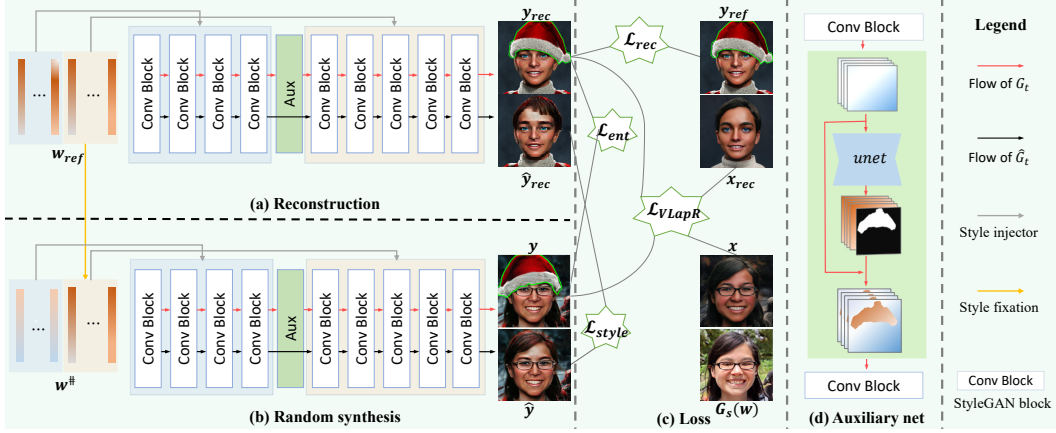 w_ref
...
...
Conv Block
Conv Block
Conv Block
Conv Block
Aux
Conv Block
Conv Block
Conv Block
Conv Block
Conv Block
y_rec
ŷ_rec
(a) Reconstruction
w^⋕
...
...
Conv Block
Conv Block
Conv Block
Conv Block
Aux
Conv Block
Conv Block
Conv Block
Conv Block
Conv Block
y
ŷ
(b) Random synthesis
y_ref
ℒ_rec
ℒ_ent
x_rec
ℒ_VLapR
x
ℒ_style
G_s(w)
(c) Loss
Conv Block
unet
Conv Block
(d) Auxiliary net
Legend
Flow of G_t
Flow of Ĝ_t
Style injector
Style fixation
Conv Block
StyleGAN block